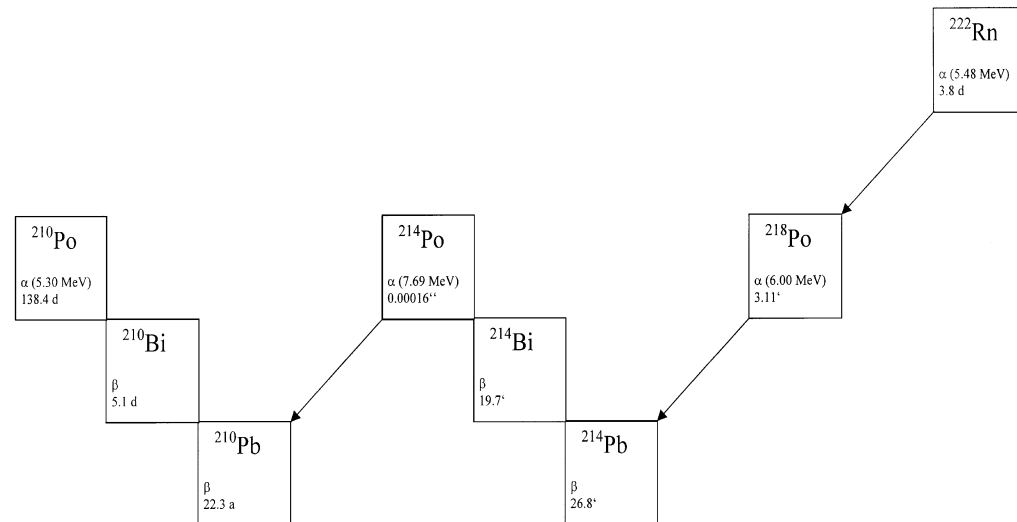 ²²²Rn
α (5.48 MeV)
3.8 d
²¹⁰Po
α (5.30 MeV)
138.4 d
²¹⁴Po
α (7.69 MeV)
0.00016‘‘
²¹⁸Po
α (6.00 MeV)
3.11‘
²¹⁰Bi
β
5.1 d
²¹⁴Bi
β
19.7‘
²¹⁰Pb
β
22.3 a
²¹⁴Pb
β
26.8‘